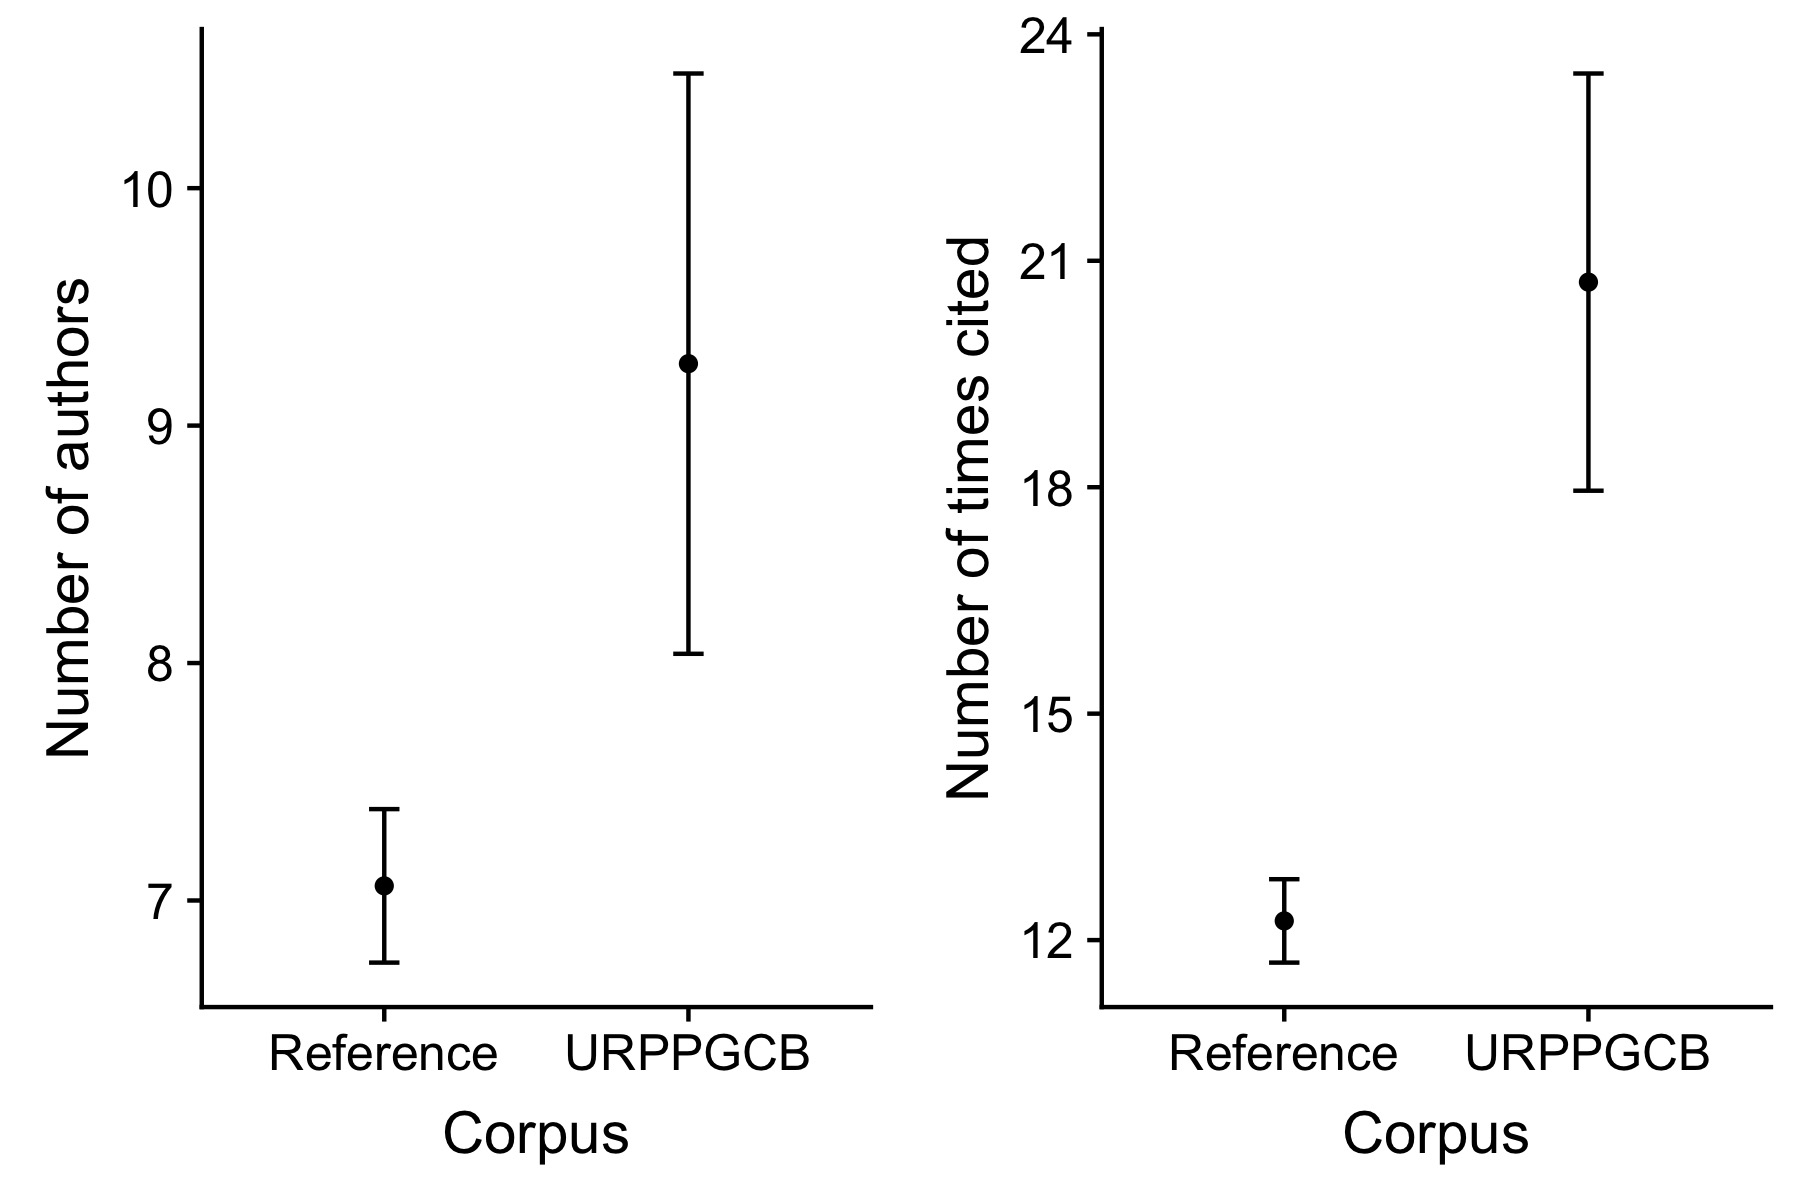 Number of authors
10
9
8
7
Reference
URPPGCB
Corpus
Number of times cited
24
21
18
15
12
Reference
URPPGCB
Corpus